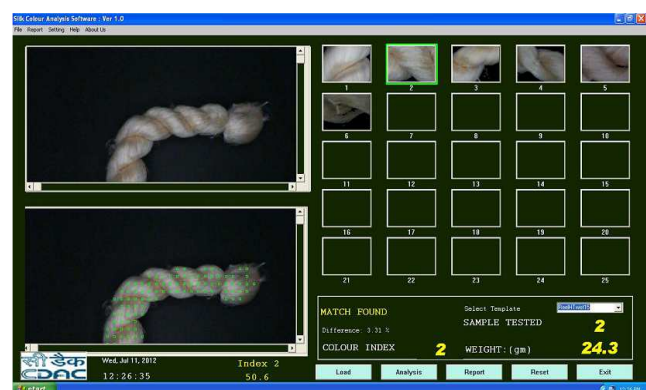 Silk Colour Analysis Software : Ver 1.0
File Report Setting Help About Us
1 2 3 4 5
6 7 8 9 10
11 12 13 14 15
16 17 18 19 20
21 22 23 24 25
MATCH FOUND
Difference: 3.31 %
COLOUR INDEX 2
Select Template
SAMPLE TESTED 2
WEIGHT:(gm) 24.3
सी डैक
CDAC
Wed, Jul 11, 2012
12:26:35
Index 2
50.6
Load Analysis Report Reset Exit
start